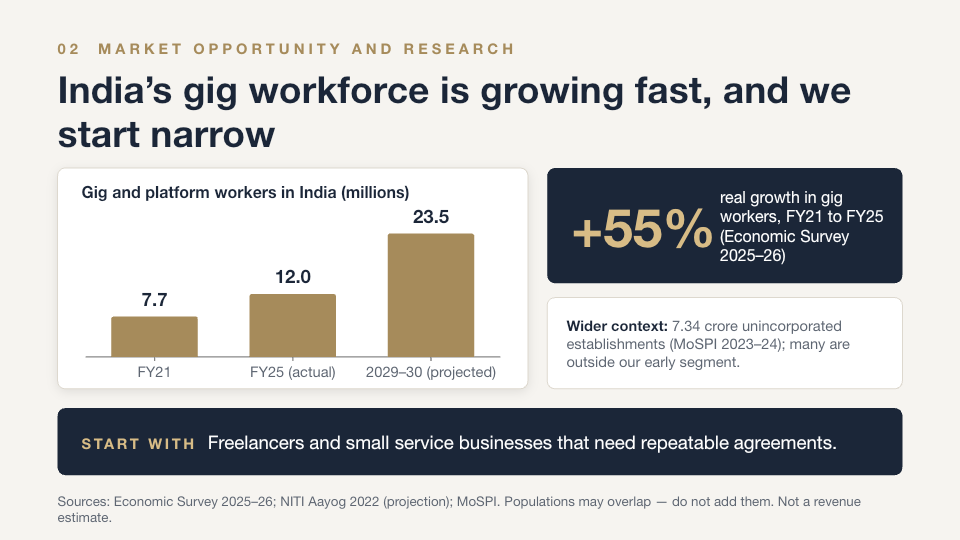 02 MARKET OPPORTUNITY AND RESEARCH
India’s gig workforce is growing fast, and we
start narrow
Gig and platform workers in India (millions)
7.7
12.0
23.5
FY21
FY25 (actual)
2029–30 (projected)
+55%
real growth in gig
workers, FY21 to FY25
(Economic Survey
2025–26)
Wider context: 7.34 crore unincorporated
establishments (MoSPI 2023–24); many are
outside our early segment.
START WITH Freelancers and small service businesses that need repeatable agreements.
Sources: Economic Survey 2025–26; NITI Aayog 2022 (projection); MoSPI. Populations may overlap — do not add them. Not a revenue
estimate.